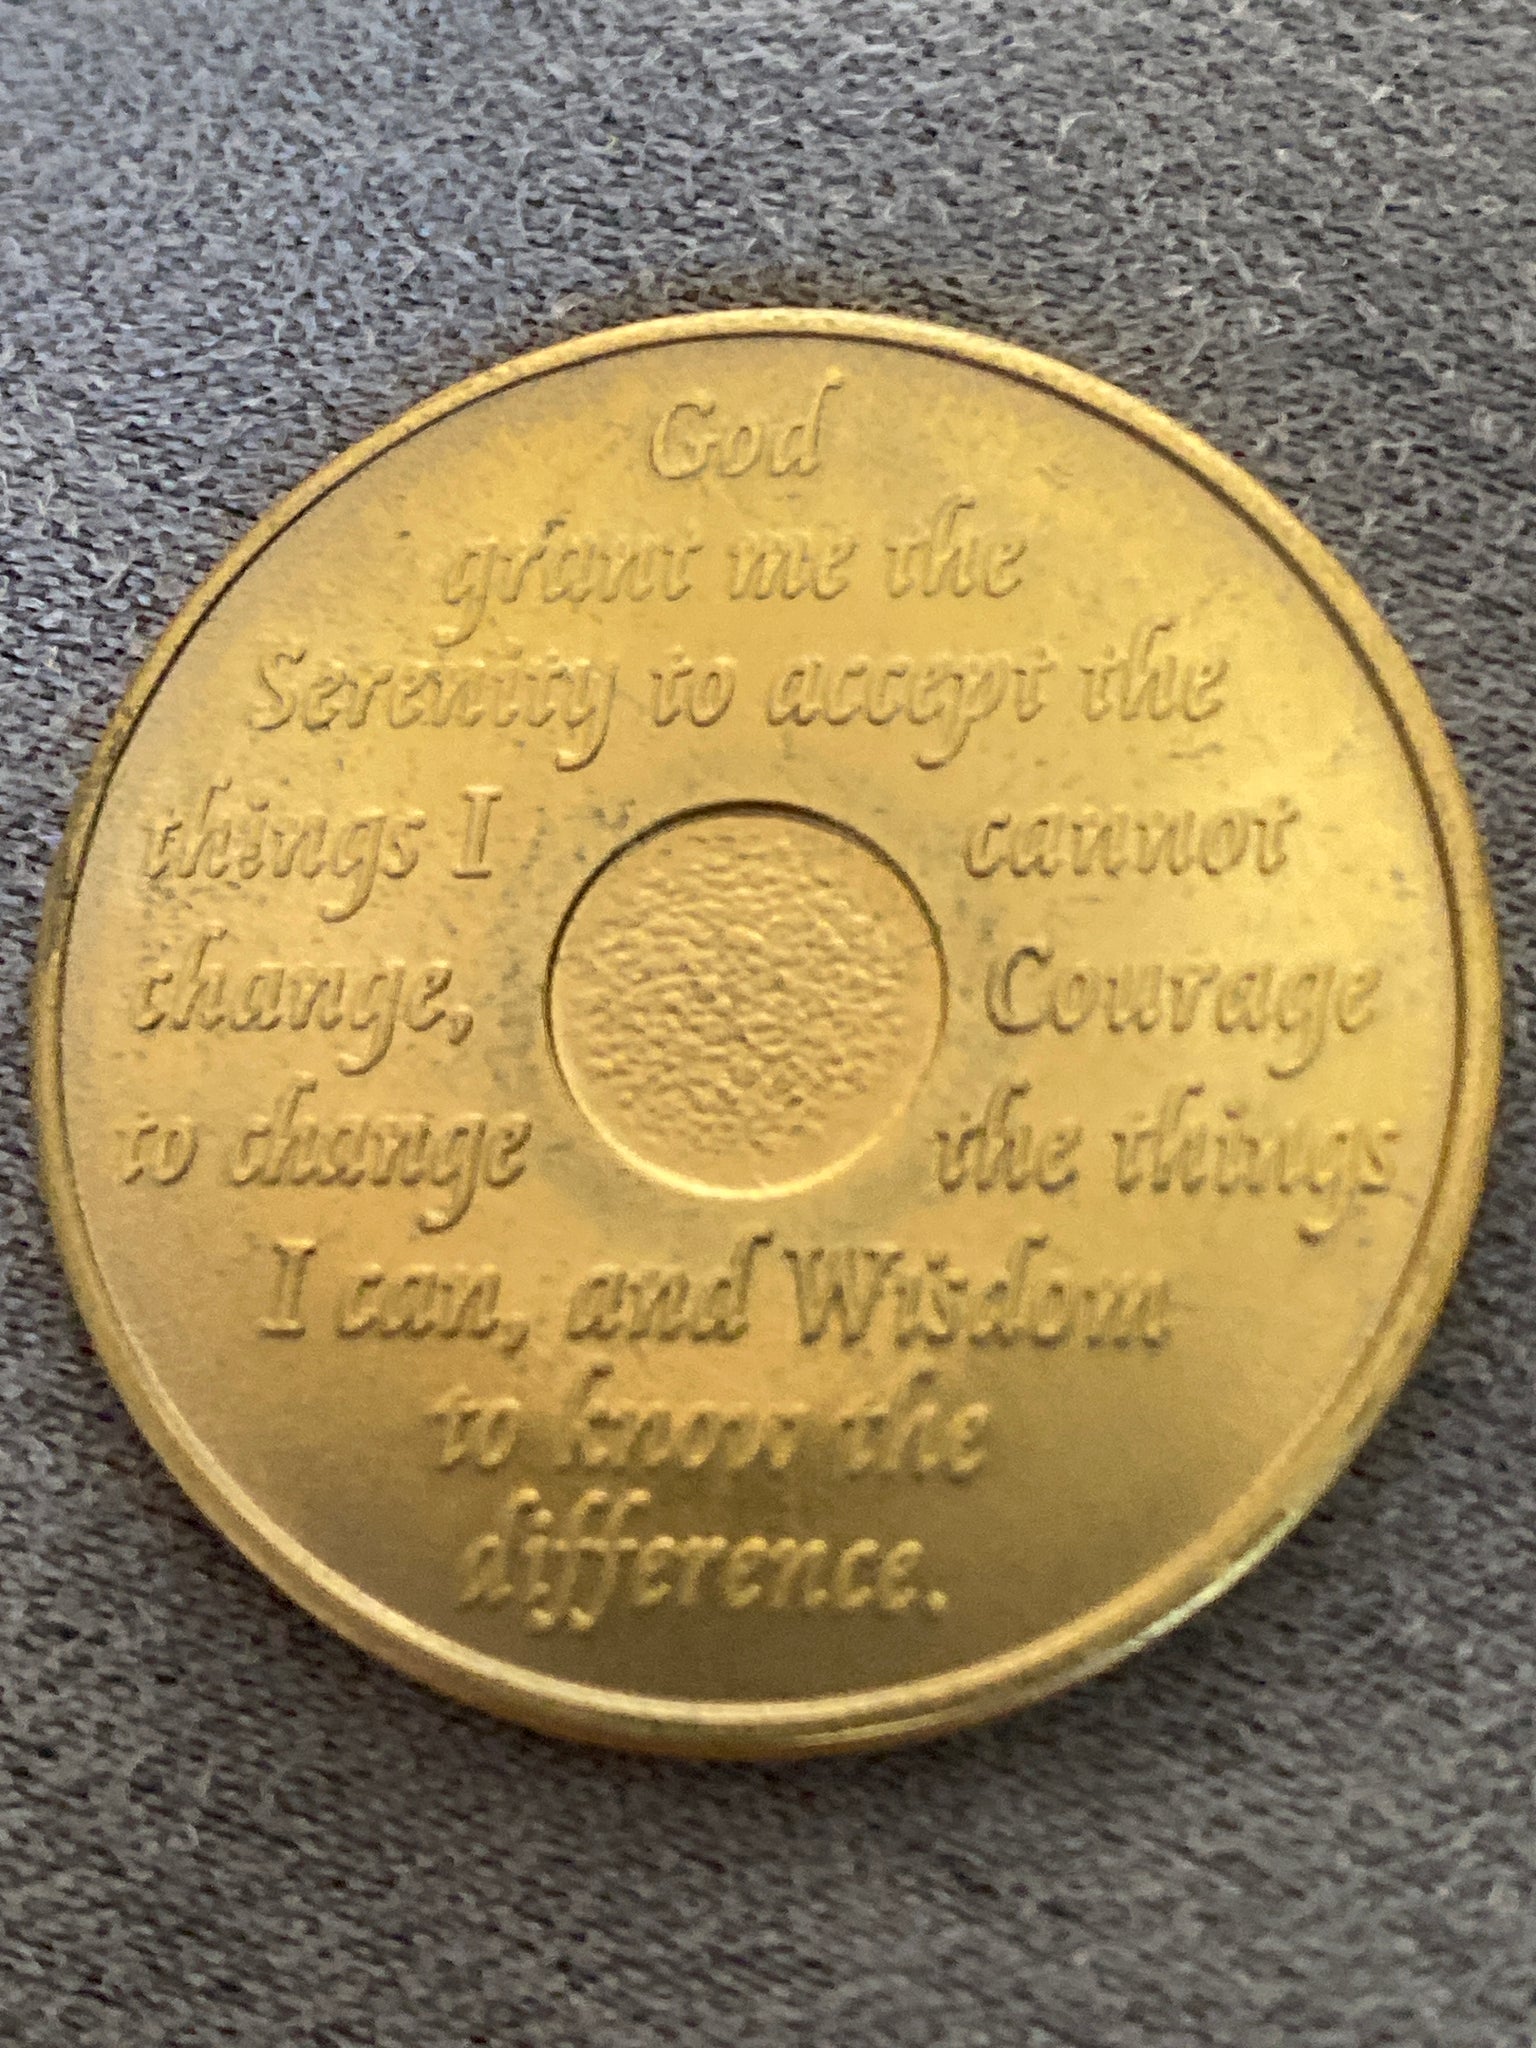 God
grant me the
Serenity to accept the
things I cannot
change, Courage
to change the things
I can, and Wisdom
to know the
difference.